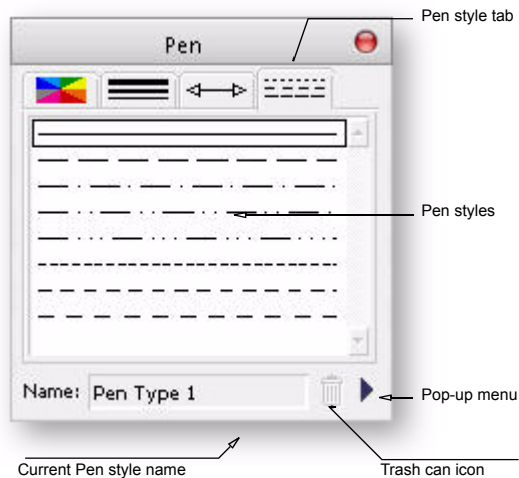 Pen style tab
Pen
Pen styles
Name: Pen Type 1
Pop-up menu
Current Pen style name
Trash can icon